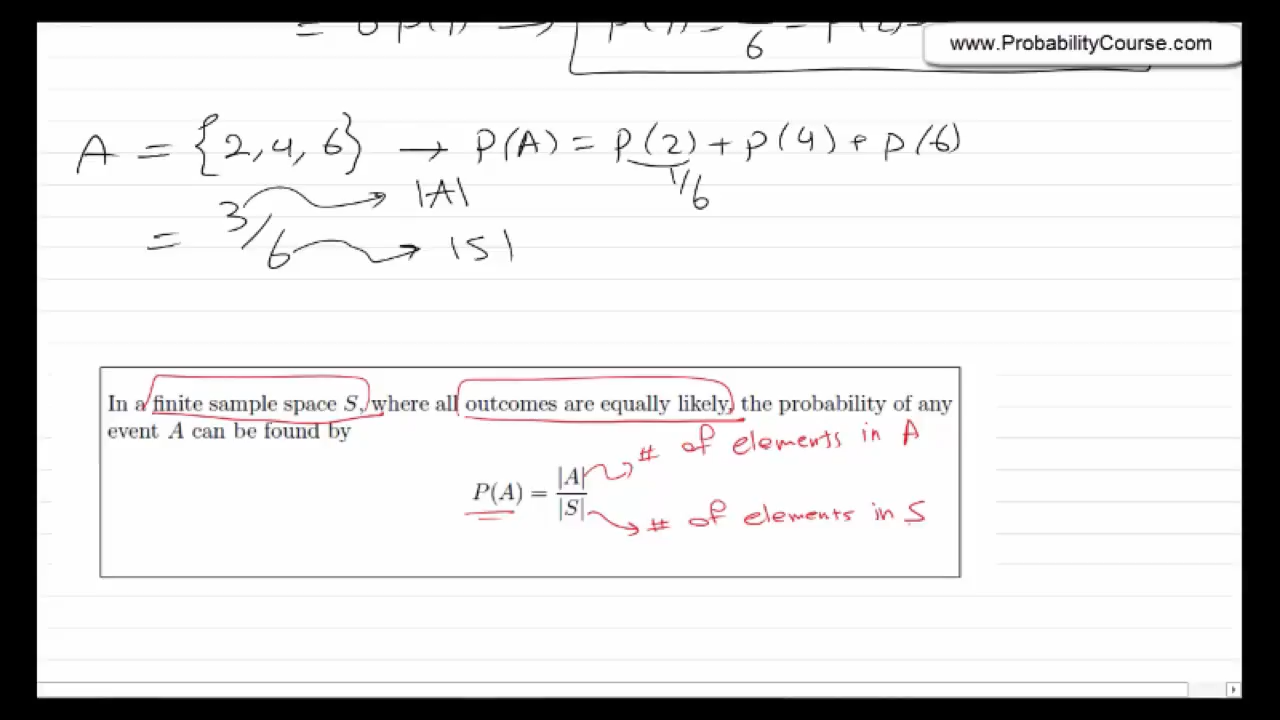 www.ProbabilityCourse.com
A = {2, 4, 6} → P(A) = P(2) + P(4) + P(6)
1/6
= 3/6 → |A|
→ |S|
In a finite sample space S, where all outcomes are equally likely, the probability of any
event A can be found by
# of elements in A
P(A) = |A| / |S|
# of elements in S